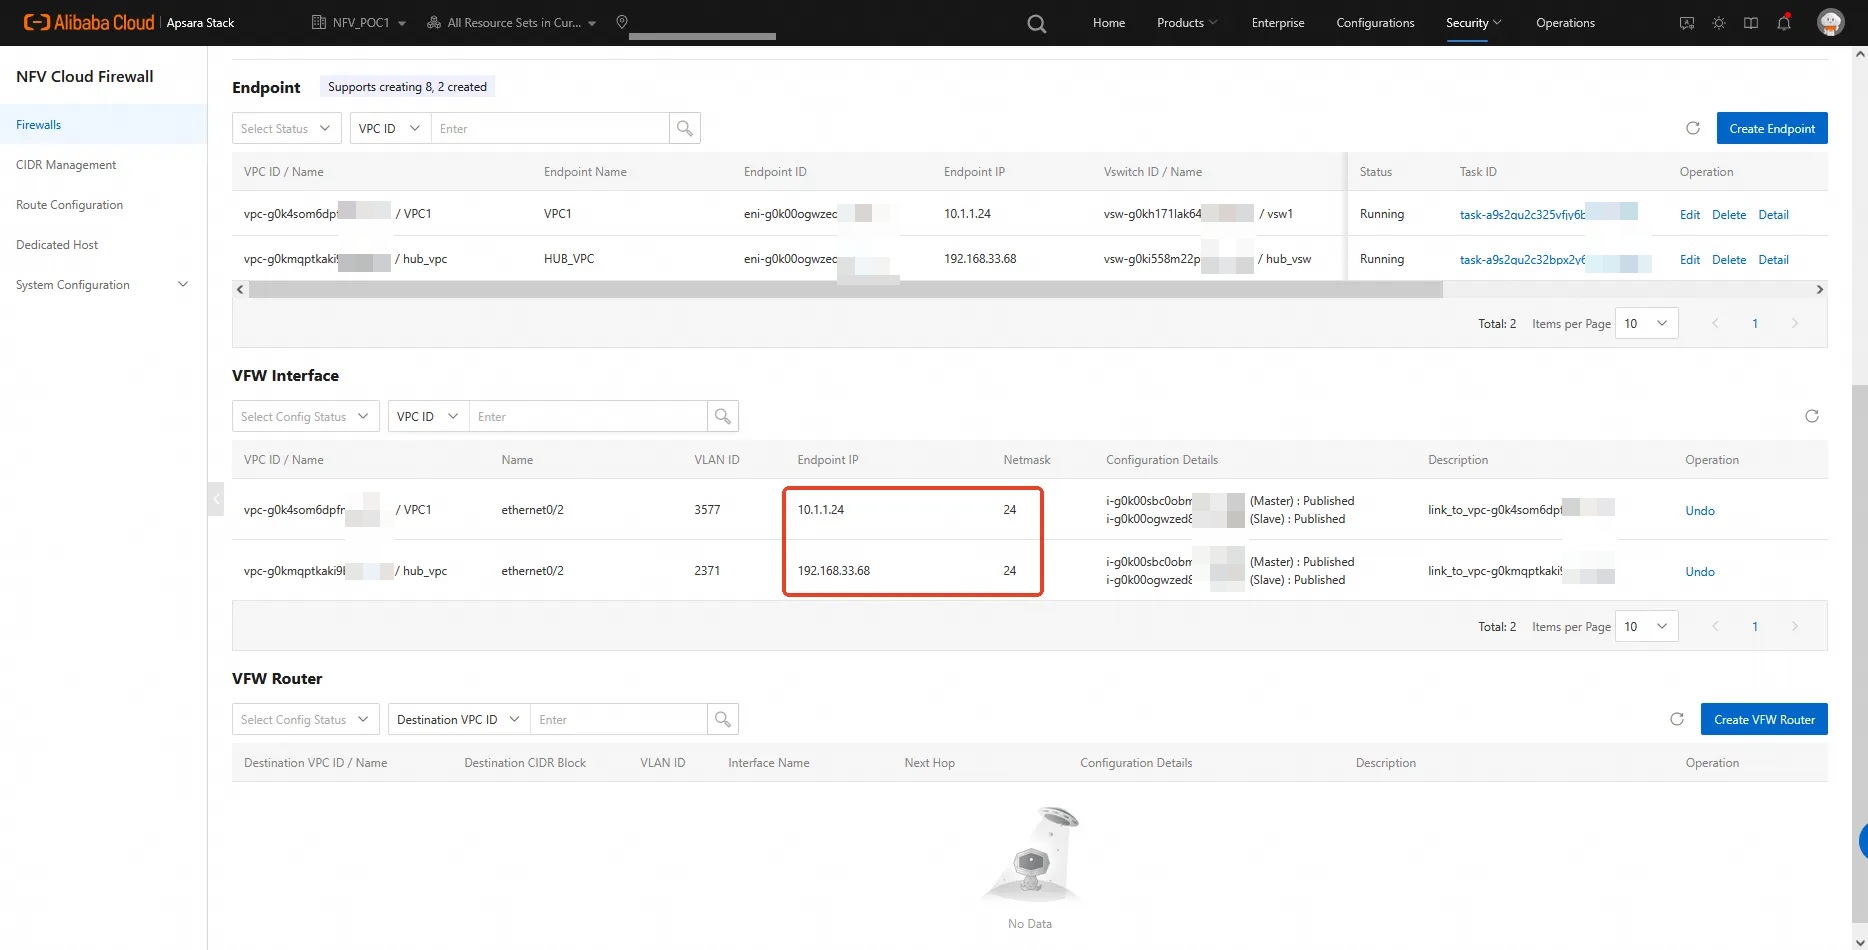 Alibaba Cloud | Apsara Stack NFV_POC1 All Resource Sets in Cur... Home Products Enterprise Configurations Security Operations
NFV Cloud Firewall
Firewalls
CIDR Management
Route Configuration
Dedicated Host
System Configuration
Endpoint Supports creating 8, 2 created
Select Status VPC ID Enter Create Endpoint
VPC ID / Name Endpoint Name Endpoint ID Endpoint IP Vswitch ID / Name Status Task ID Operation
vpc-g0k4som6dpf / VPC1 VPC1 eni-g0k00ogwzed 10.1.1.24 vsw-g0kh171lak64 / vsw1 Running task-a9s2gu2c325vfjy6b Edit Delete Detail
vpc-g0kmqptkaki9 / hub_vpc HUB_VPC eni-g0k00ogwzed 192.168.33.68 vsw-g0ki558m22p / hub_vsw Running task-a9s2gu2c32bpx2y6 Edit Delete Detail
Total: 2 Items per Page 10 1
VFW Interface
Select Config Status VPC ID Enter
VPC ID / Name Name VLAN ID Endpoint IP Netmask Configuration Details Description Operation
vpc-g0k4som6dpfn / VPC1 ethernet0/2 3577 10.1.1.24 24 i-g0k00sbc0obm (Master) : Published link_to_vpc-g0k4som6dpf Undo
i-g0k00ogwzed8 (Slave) : Published
vpc-g0kmqptkaki9 / hub_vpc ethernet0/2 2371 192.168.33.68 24 i-g0k00sbc0obm (Master) : Published link_to_vpc-g0kmqptkaki9 Undo
i-g0k00ogwzed8 (Slave) : Published
Total: 2 Items per Page 10 1
VFW Router
Select Config Status Destination VPC ID Enter Create VFW Router
Destination VPC ID / Name Destination CIDR Block VLAN ID Interface Name Next Hop Configuration Details Description Operation
No Data